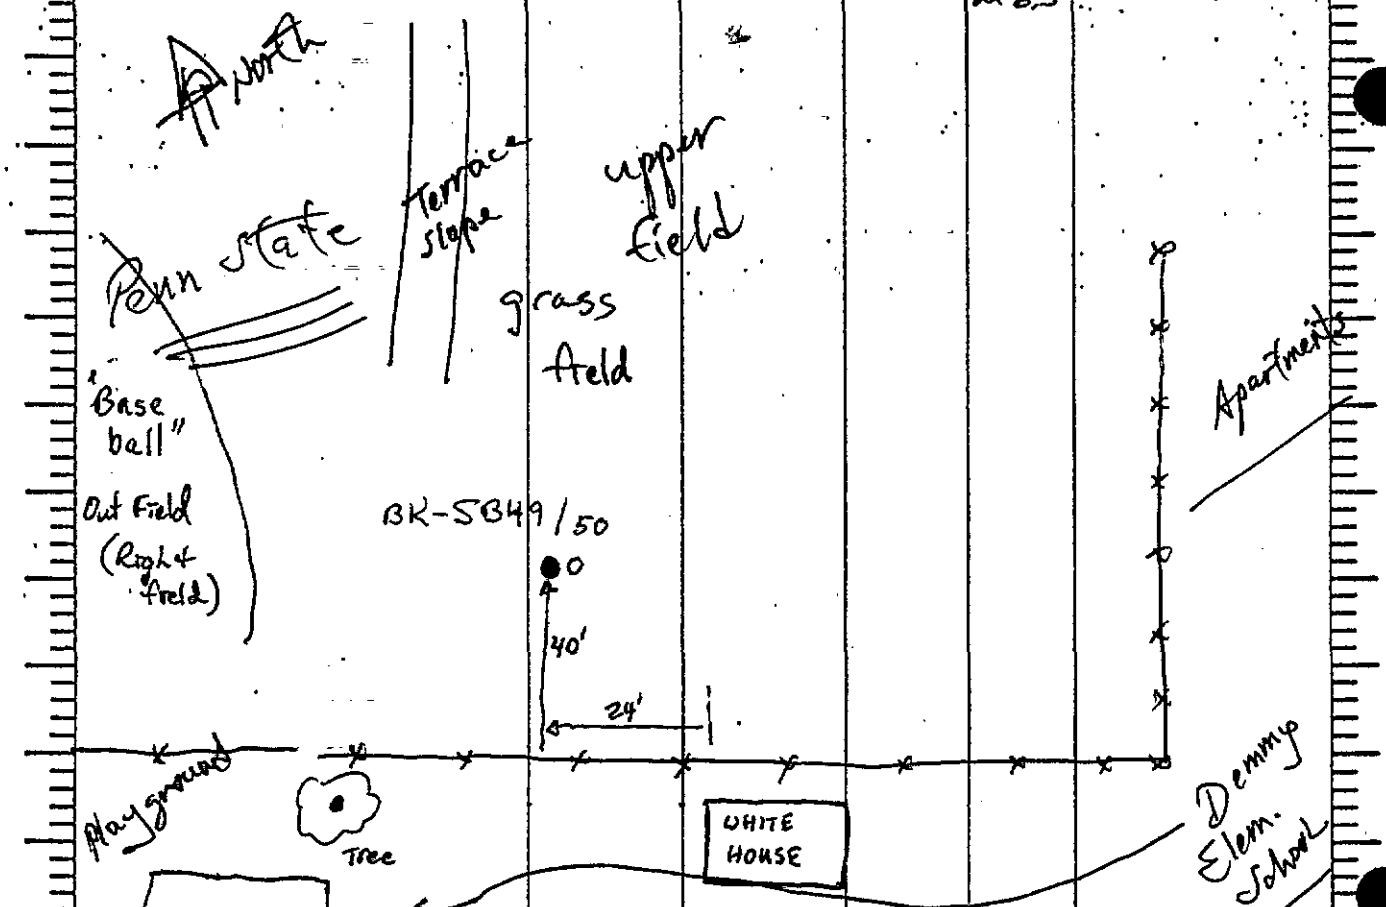 North
Terrace
slope
upper
field
Penn State
grass
field
Apartments
"Base
ball"
Out Field
(Right
field)
BK-SB49/50
40'
24'
Playground
Tree
WHITE
HOUSE
Demmy
Elem.
School